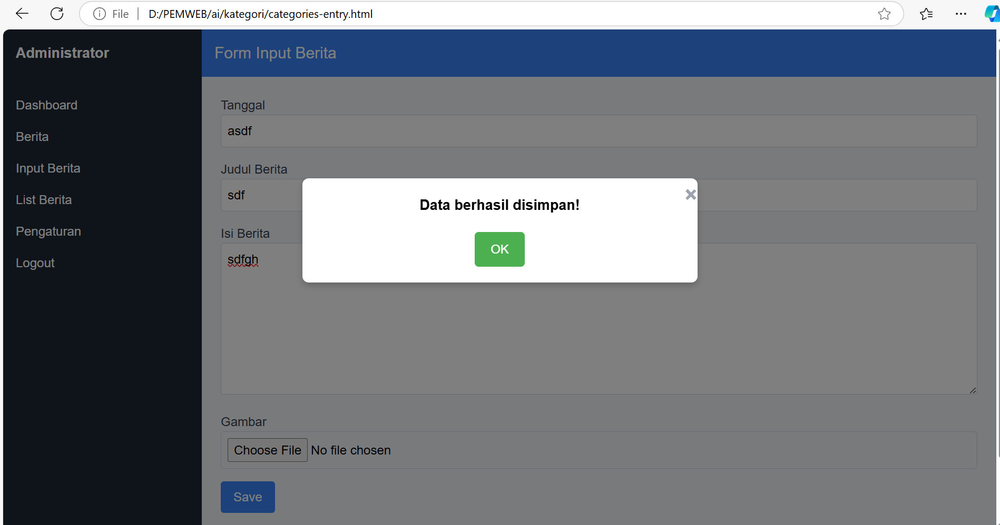 File D:/PEMWEB/ai/kategori/categories-entry.html
Administrator
Dashboard
Berita
Input Berita
List Berita
Pengaturan
Logout
Form Input Berita
Tanggal
asdf
Judul Berita
sdf
Isi Berita
sdfgh
Gambar
Choose File No file chosen
Save
Data berhasil disimpan!
×
OK